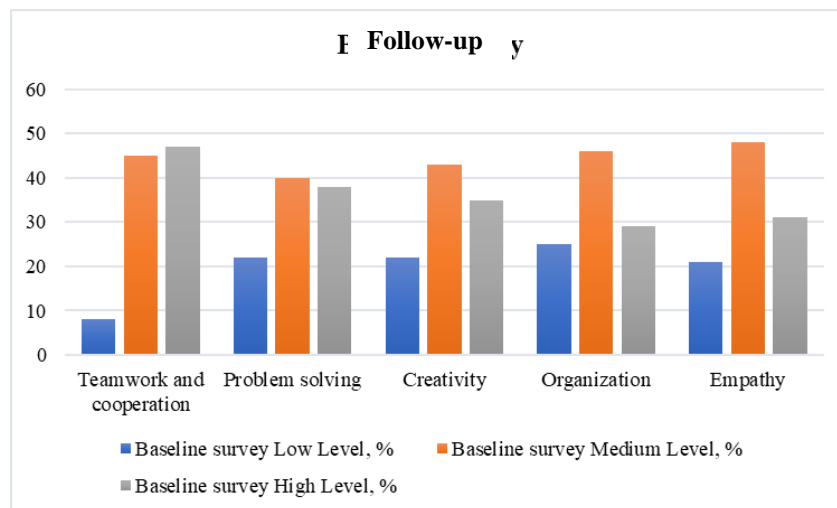 Follow-up
60
50
40
30
20
10
0
Teamwork and cooperation
Problem solving
Creativity
Organization
Empathy
Baseline survey Low Level, %
Baseline survey Medium Level, %
Baseline survey High Level, %